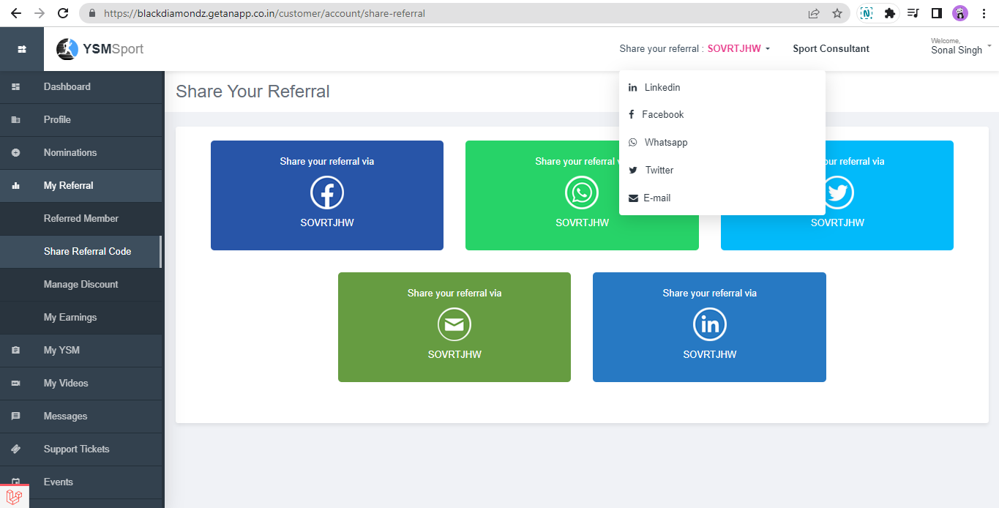 https://blackdiamondz.getanapp.co.in/customer/account/share-referral
YSMSport
Share your referral : SOVRTJHW
Sport Consultant
Welcome,
Sonal Singh
Dashboard
Profile
Nominations
My Referral
Referred Member
Share Referral Code
Manage Discount
My Earnings
My YSM
My Videos
Messages
Support Tickets
Events
Share Your Referral
Linkedin
Facebook
Whatsapp
Twitter
E-mail
Share your referral via
SOVRTJHW
Share your referral
SOVRTJHW
our referral via
SOVRTJHW
Share your referral via
SOVRTJHW
Share your referral via
in
SOVRTJHW